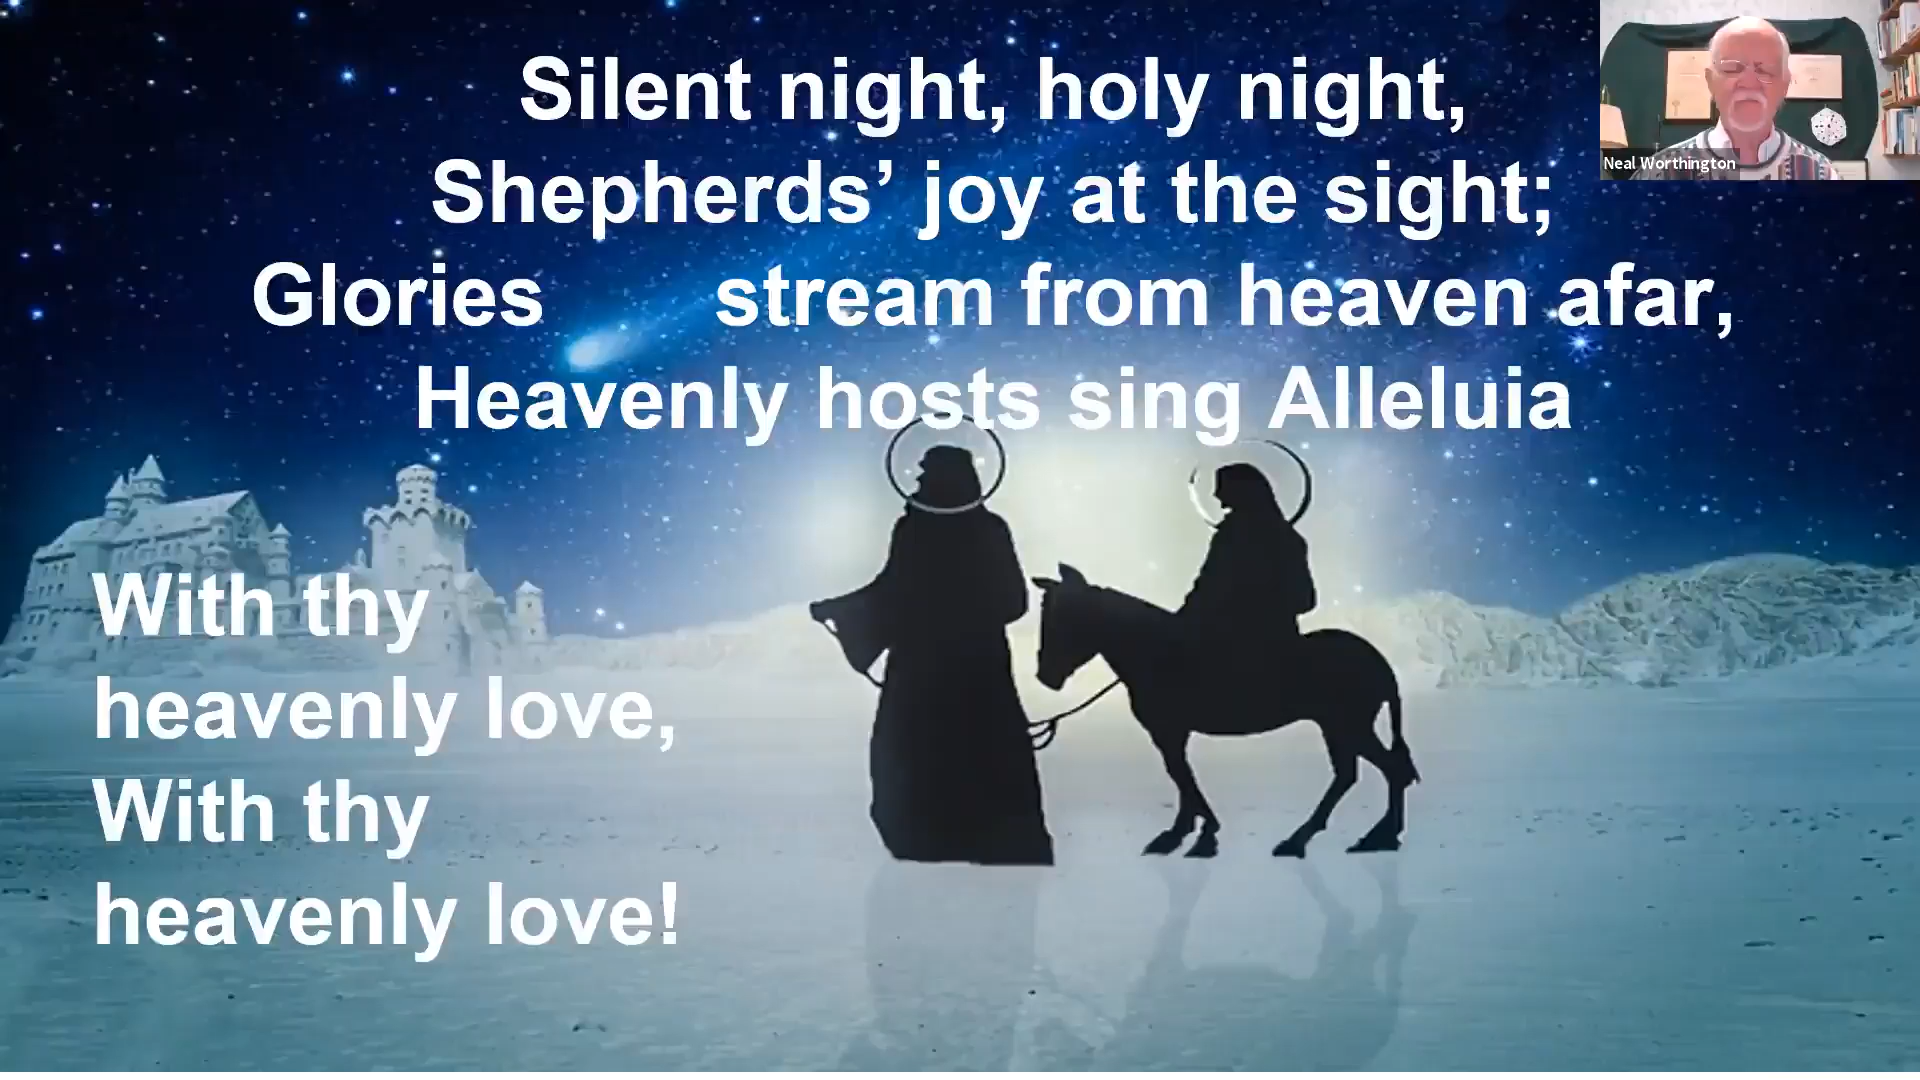 Silent night, holy night,
Shepherds’ joy at the sight;
Glories stream from heaven afar,
Heavenly hosts sing Alleluia
With thy
heavenly love,
With thy
heavenly love!
Neal Worthington